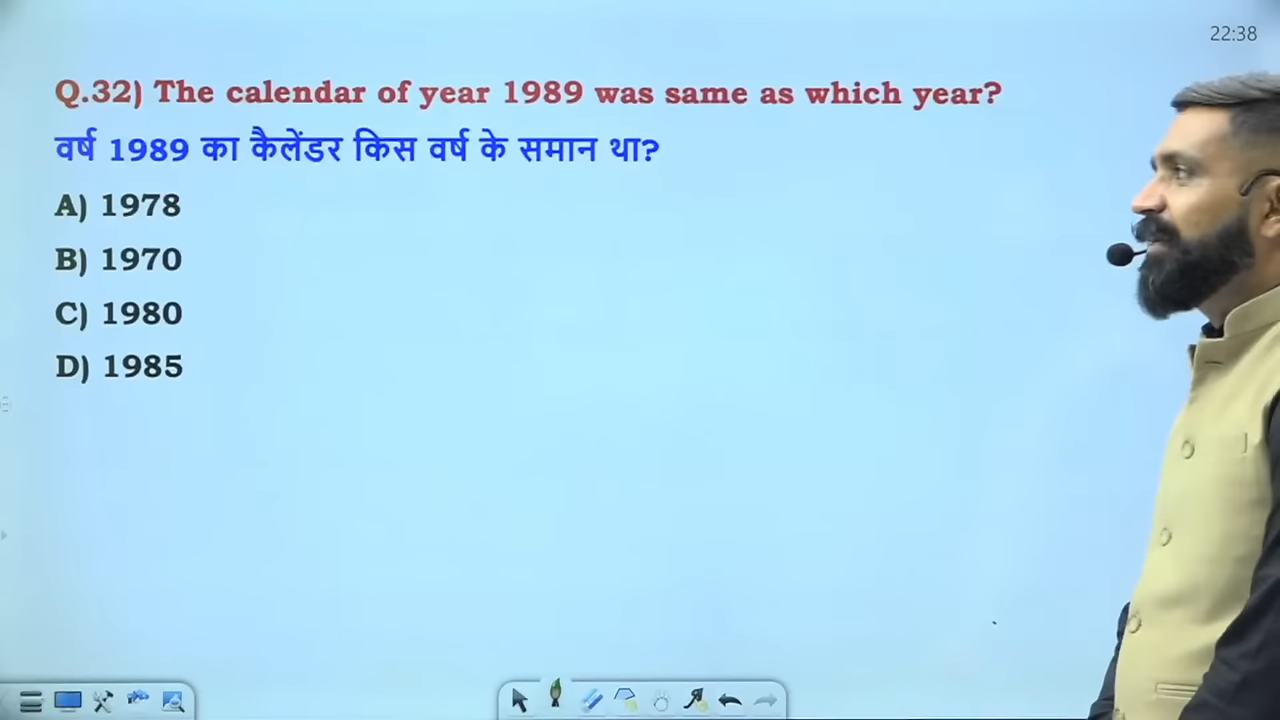 22:38
Q.32) The calendar of year 1989 was same as which year?
वर्ष 1989 का कैलेंडर किस वर्ष के समान था?
A) 1978
B) 1970
C) 1980
D) 1985